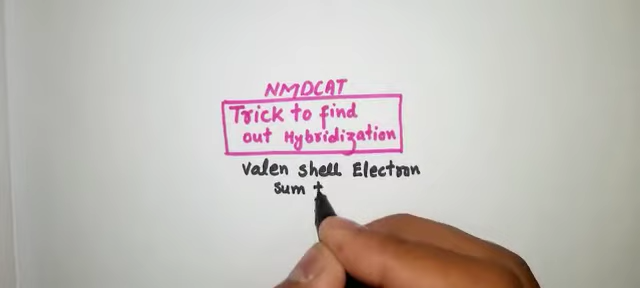 NMDCAT
Trick to find
out Hybridization
Valen shell Electron
Sum +